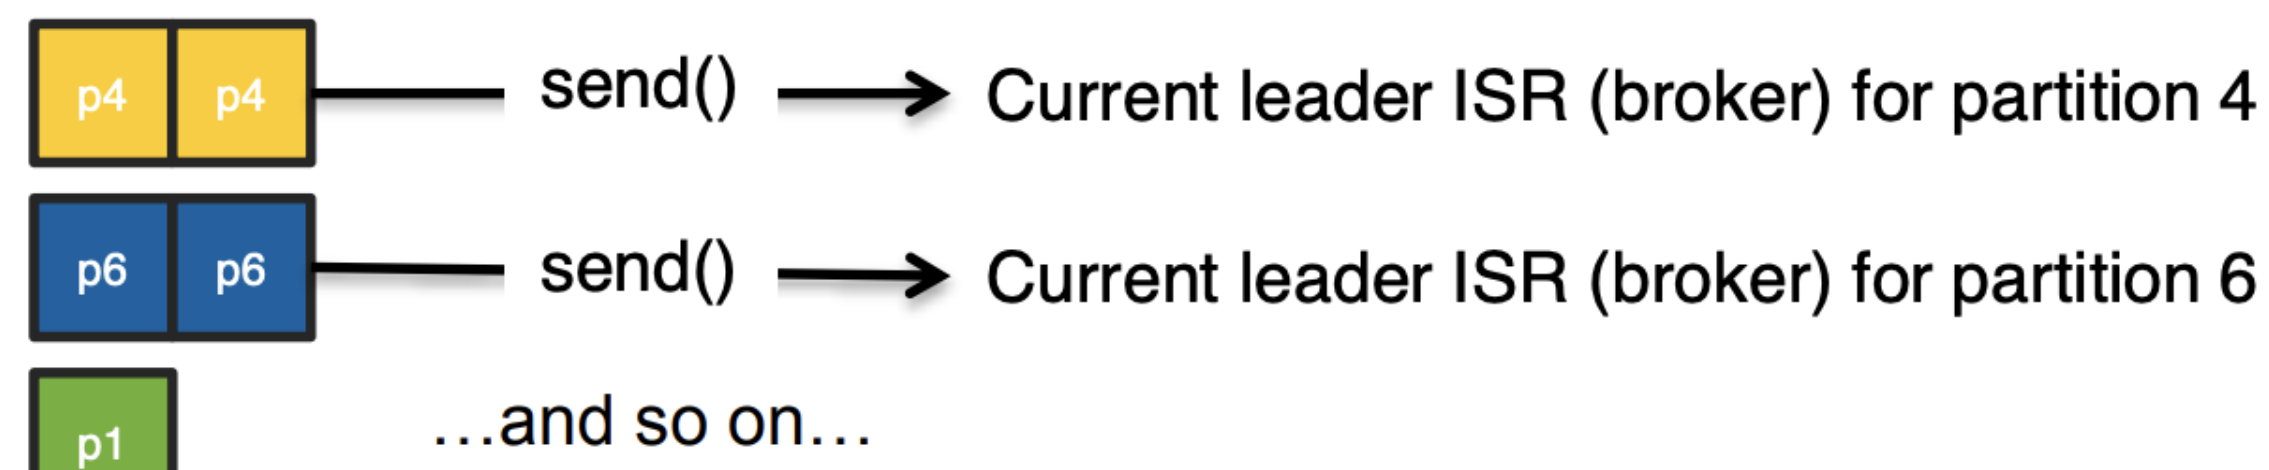 p4 p4 send() Current leader ISR (broker) for partition 4
p6 p6 send() Current leader ISR (broker) for partition 6
p1 …and so on…